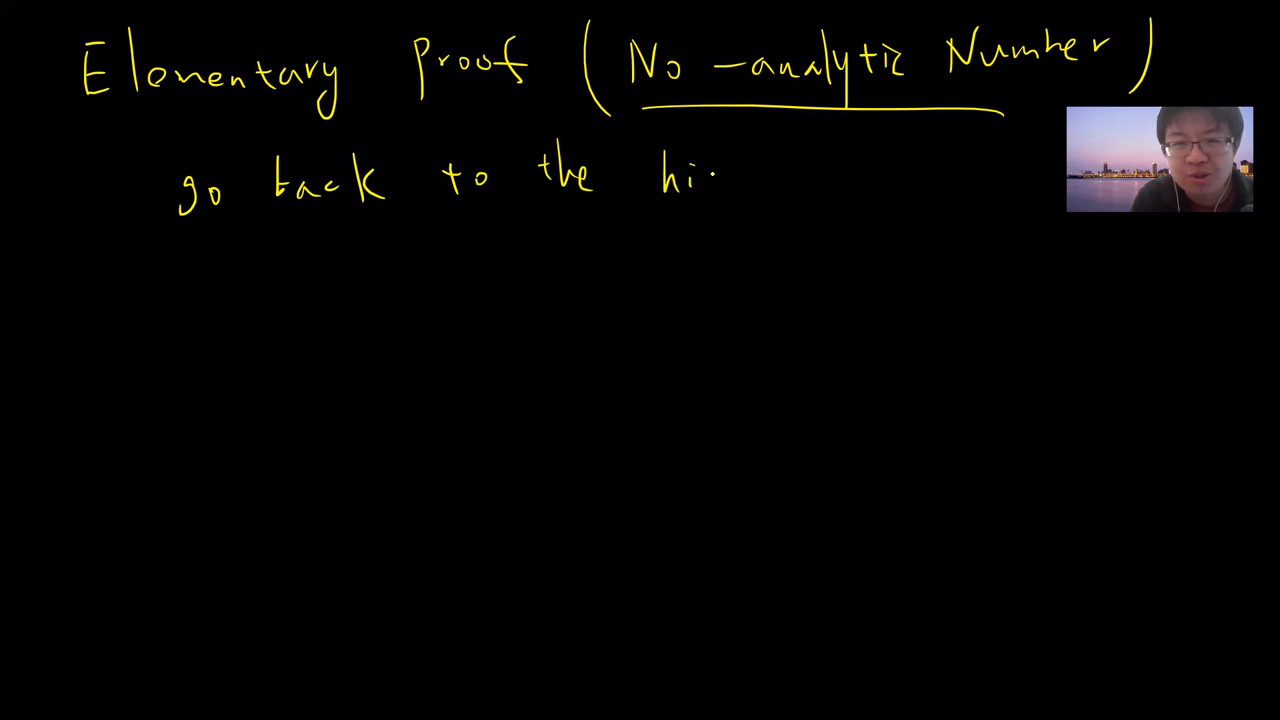 Elementary Proof (No-analytic Number)
go back to the hi